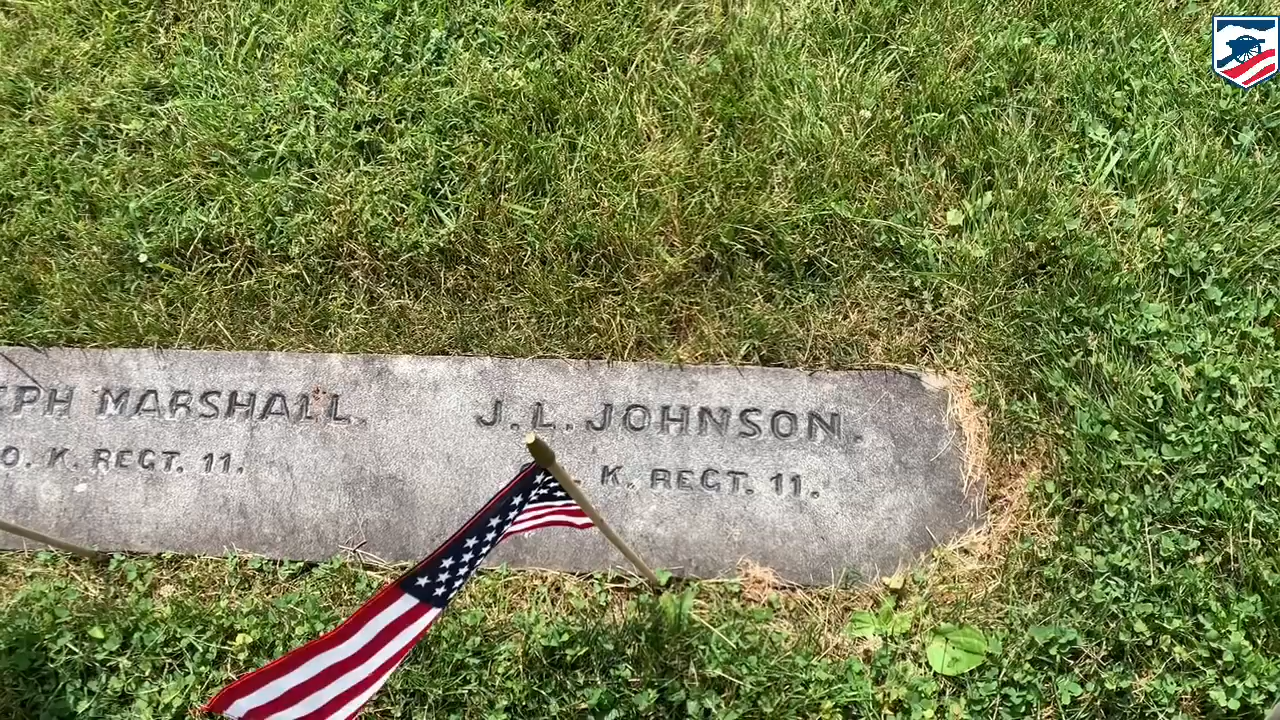 EPH MARSHALL.
O. K. REGT. 11.
J. L. JOHNSON.
K. REGT. 11.